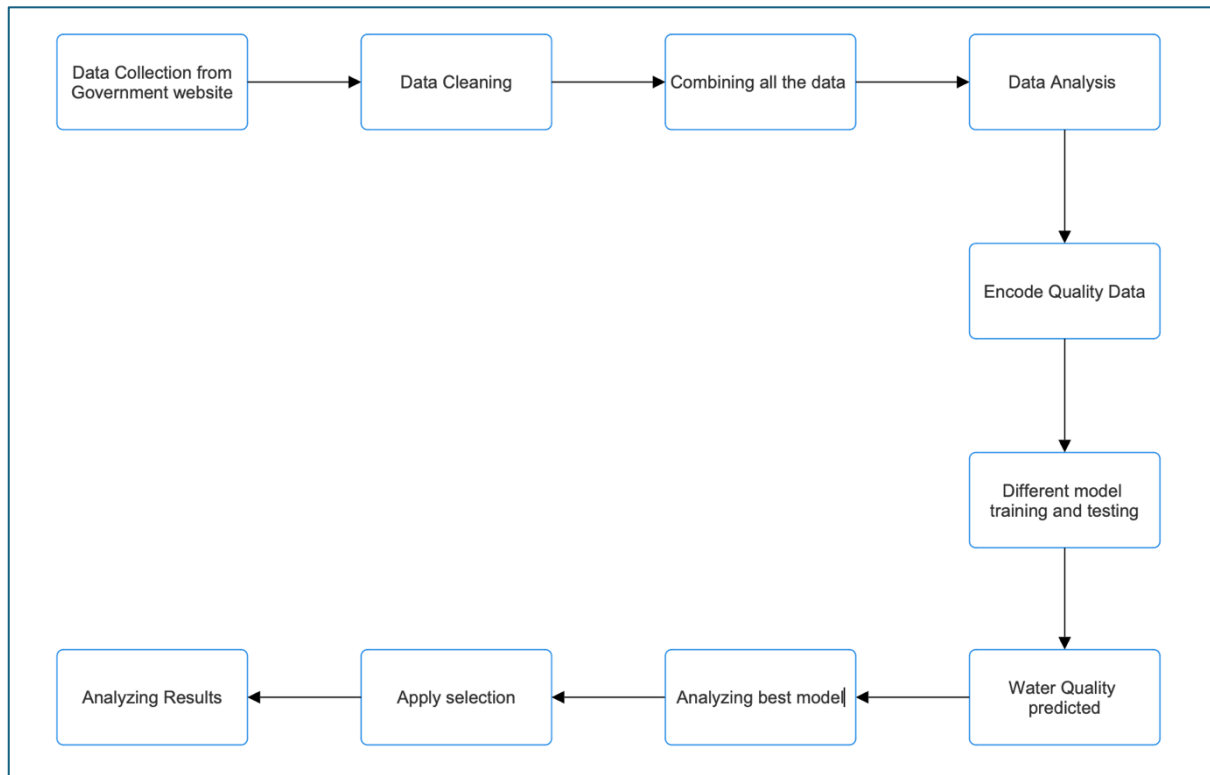 Data Collection from
Government website
Data Cleaning
Combining all the data
Data Analysis
Encode Quality Data
Different model
training and testing
Water Quality
predicted
Analyzing best model
Apply selection
Analyzing Results